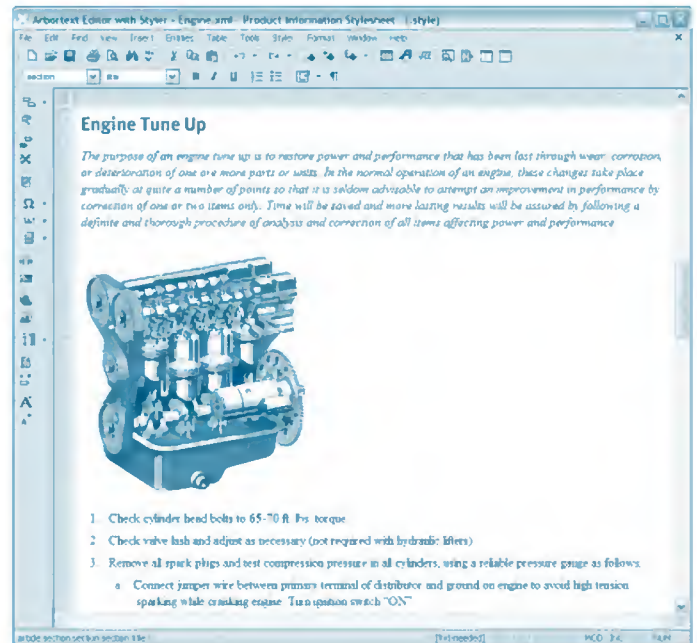 Arbortext Editor with Styler - Engine.xml - Product Information Stylesheet (.style)
File Edit Find View Insert Entities Table Tools Style Format Window Help
section
B I U
Engine Tune Up
The purpose of an engine tune up is to restore power and performance that has been lost through wear, corrosion,
or deterioration of one ore more parts or units. In the normal operation of an engine, these changes take place
gradually at quite a number of points so that it is seldom advisable to attempt an improvement in performance by
correction of one or two items only. Time will be saved and more lasting results will be assured by following a
definite and thorough procedure of analysis and correction of all items affecting power and performance
1. Check cylinder head bolts to 65-70 ft. lbs. torque
2. Check valve lash and adjust as necessary (not required with hydraulic lifters)
3. Remove all spark plugs and test compression pressure in all cylinders, using a reliable pressure gauge as follows.
a. Connect jumper wire between primary terminal of distributor and ground on engine to avoid high tension
sparking while cranking engine. Turn ignition switch "ON"
article section section section title